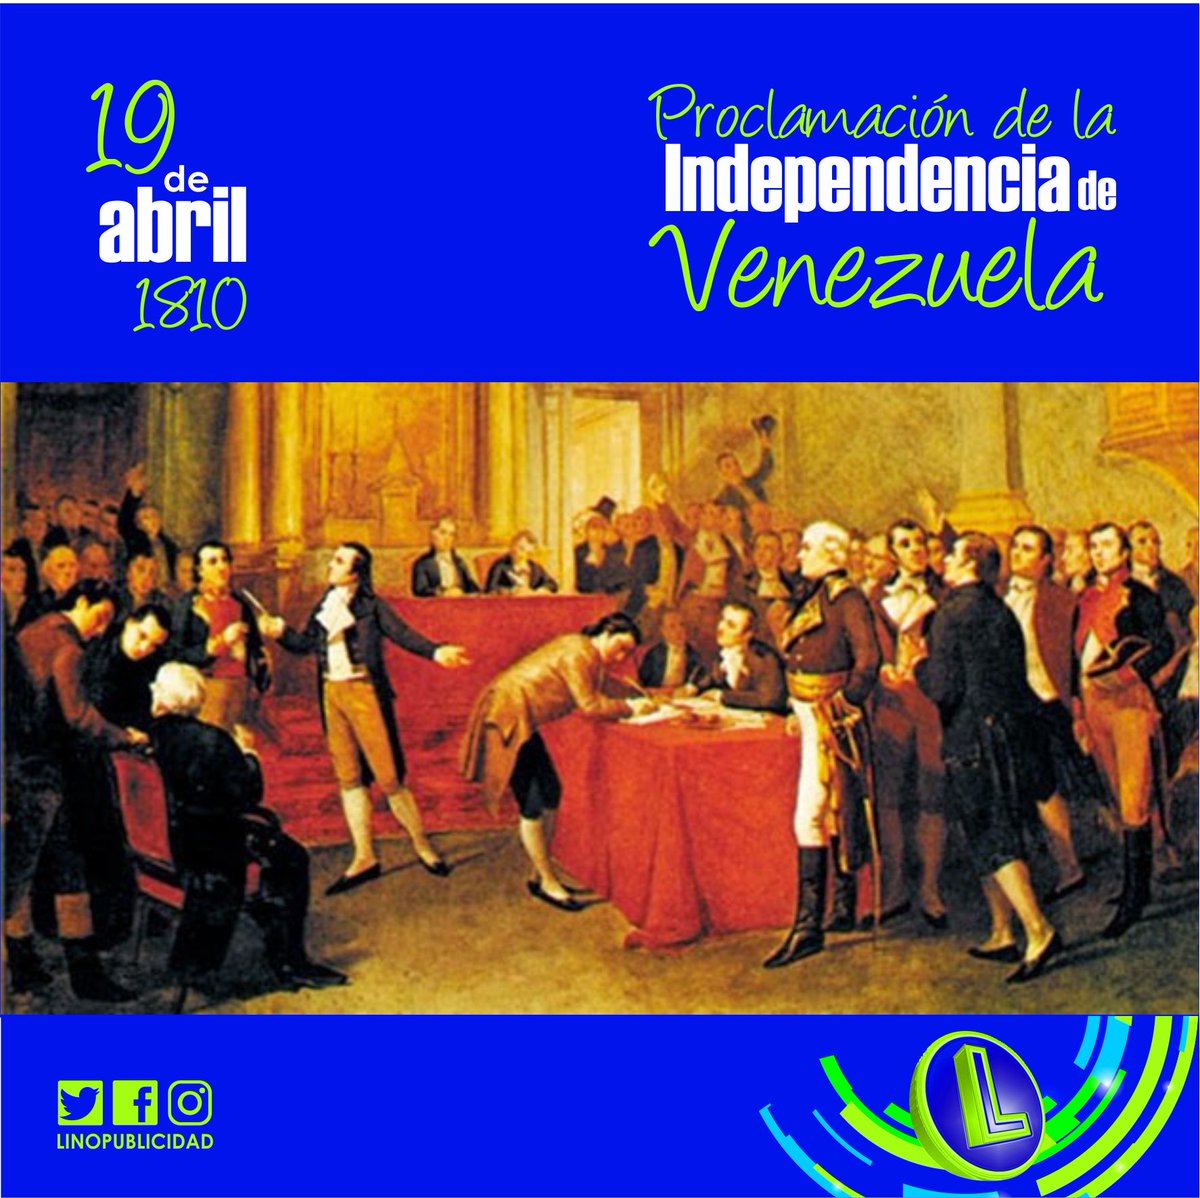 19
de
abril
1810
Proclamación de la
Independencia de
Venezuela
LINOPUBLICIDAD
L